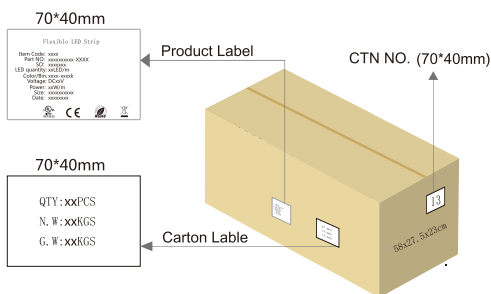 70*40mm
Flexible LED Strip
Item Code: xxxx
Part NO: xxxxxxxxxx-XXXX
SO: xxxxxxx
LED quantity: xxLED/m
Color/Bin: xxxx-xxxxk
Voltage: DCxxV
Power: xxW/m
Size: xxxxxxxxxx
Date: xxxxxxxx
CE
Product Label
CTN NO. (70*40mm)
70*40mm
QTY:xxPCS
N.W:xxKGS
G.W:xxKGS
Carton Lable
13
58x27.5x23cm